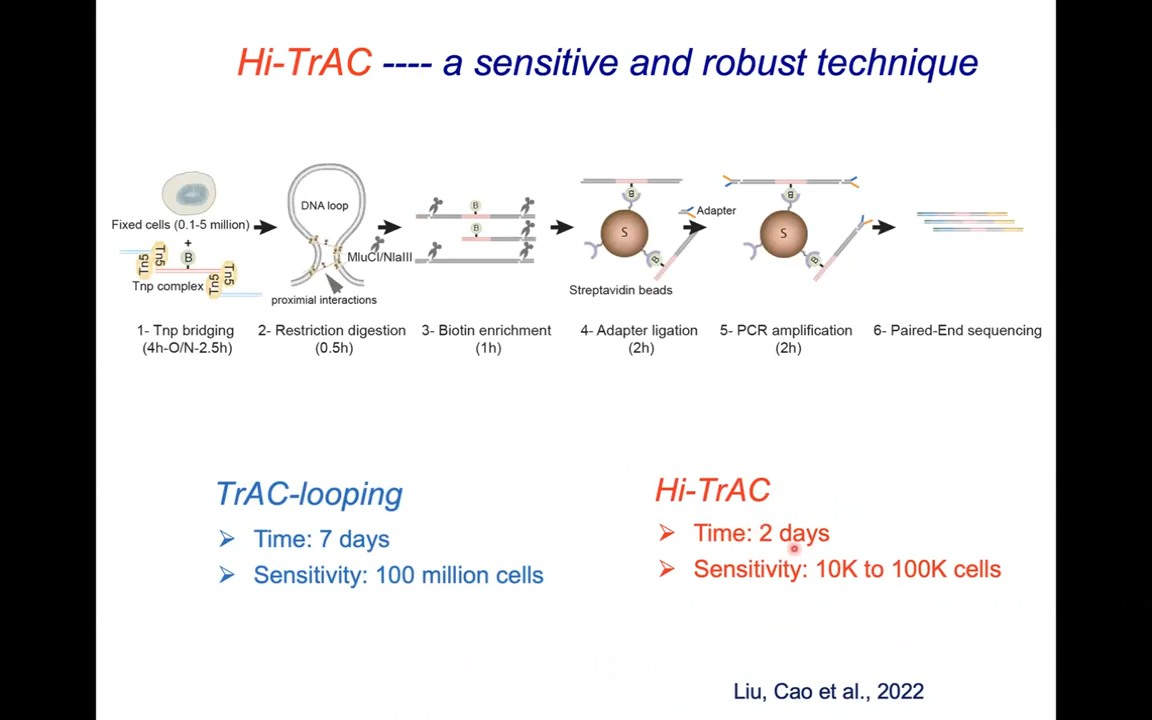 Hi-TrAC ---- a sensitive and robust technique
Fixed cells (0.1-5 million)
+
B
Tn5
Tn5
Tn5
Tn5
Tnp complex
DNA loop
MluCI/NlaIII
proximial interactions
B
B
B
S
B
Streptavidin beads
Adapter
B
S
B
1- Tnp bridging
(4h-O/N-2.5h)
2- Restriction digestion
(0.5h)
3- Biotin enrichment
(1h)
4- Adapter ligation
(2h)
5- PCR amplification
(2h)
6- Paired-End sequencing
TrAC-looping
➢ Time: 7 days
➢ Sensitivity: 100 million cells
Hi-TrAC
➢ Time: 2 days
➢ Sensitivity: 10K to 100K cells
Liu, Cao et al., 2022